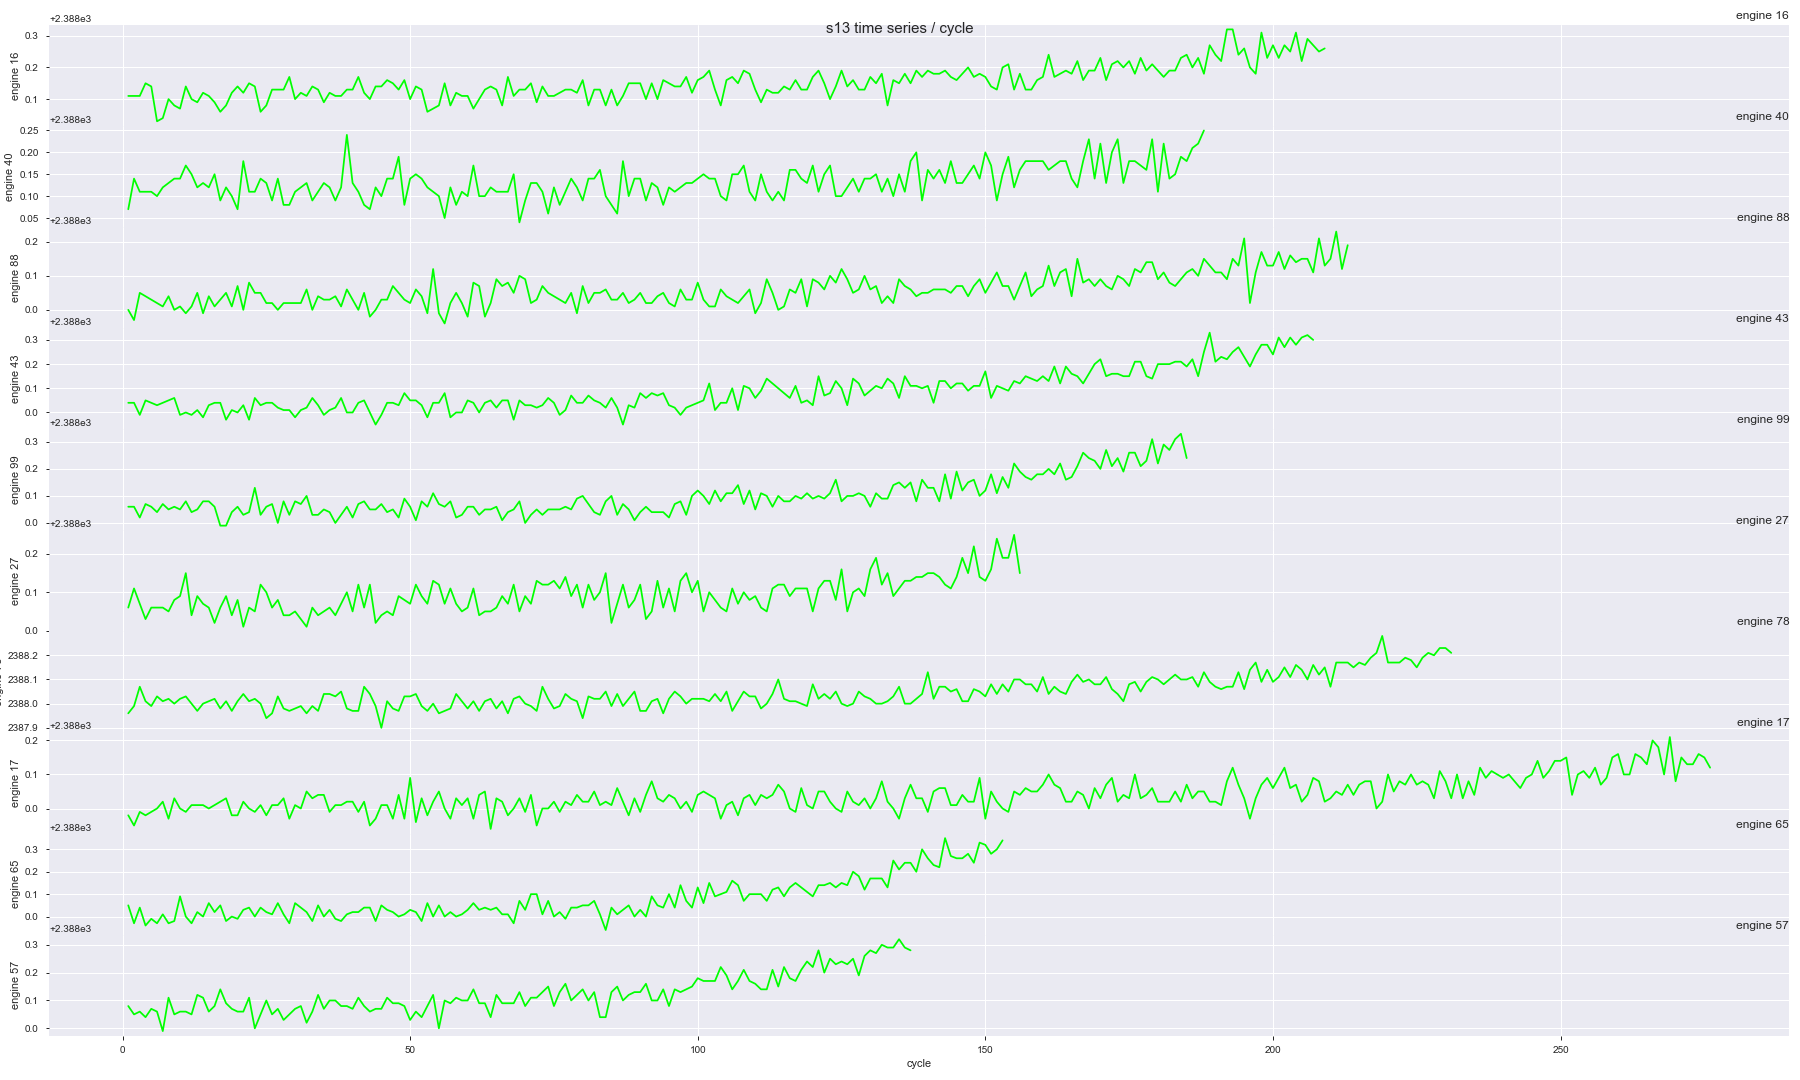 s13 time series / cycle
+2.388e3
engine 16
engine 16
0.3
0.2
0.1
+2.388e3
engine 40
engine 40
0.25
0.20
0.15
0.10
0.05
+2.388e3
engine 88
engine 88
0.2
0.1
0.0
+2.388e3
engine 43
engine 43
0.3
0.2
0.1
0.0
+2.388e3
engine 99
engine 99
0.3
0.2
0.1
0.0
+2.388e3
engine 27
engine 27
0.2
0.1
0.0
engine 78
2388.2
2388.1
2388.0
2387.9
+2.388e3
engine 17
engine 17
0.2
0.1
0.0
+2.388e3
engine 65
engine 65
0.3
0.2
0.1
0.0
+2.388e3
engine 57
engine 57
0.3
0.2
0.1
0.0
0 50 100 150 200 250
cycle